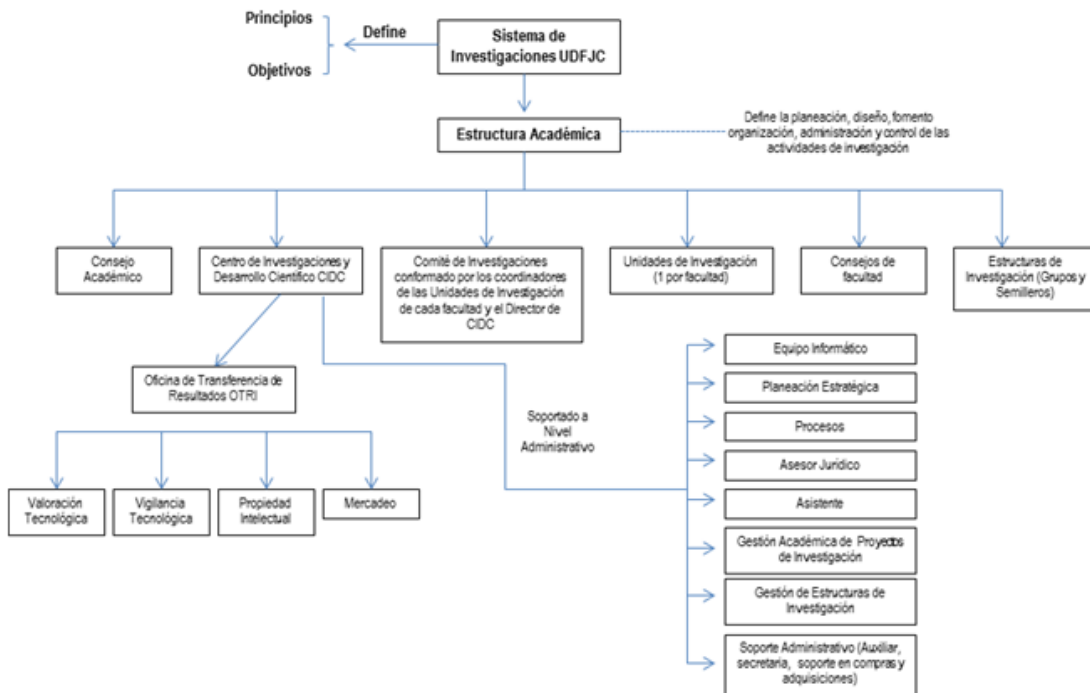 Principios
Define
Objetivos
Sistema de
Investigaciones UDFJC
Estructura Académica
Define la planeación, diseño, fomento
organización, administración y control de las
actividades de investigación
Consejo
Académico
Centro de Investigaciones y
Desarrollo Científico CIDC
Comité de Investigaciones
conformado por los coordinadores
de las Unidades de Investigación
de cada facultad y el Director de
CIDC
Unidades de Investigación
(1 por facultad)
Consejos de
facultad
Estructuras de
Investigación (Grupos y
Semilleros)
Oficina de Transferencia de
Resultados OTRI
Valoración
Tecnológica
Vigilancia
Tecnológica
Propiedad
Intelectual
Mercadeo
Soportado a
Nivel
Administrativo
Equipo Informático
Planeación Estratégica
Procesos
Asesor Jurídico
Asistente
Gestión Académica de Proyectos
de Investigación
Gestión de Estructuras de
Investigación
Soporte Administrativo (Auxiliar,
secretaria, soporte en compras y
adquisiciones)